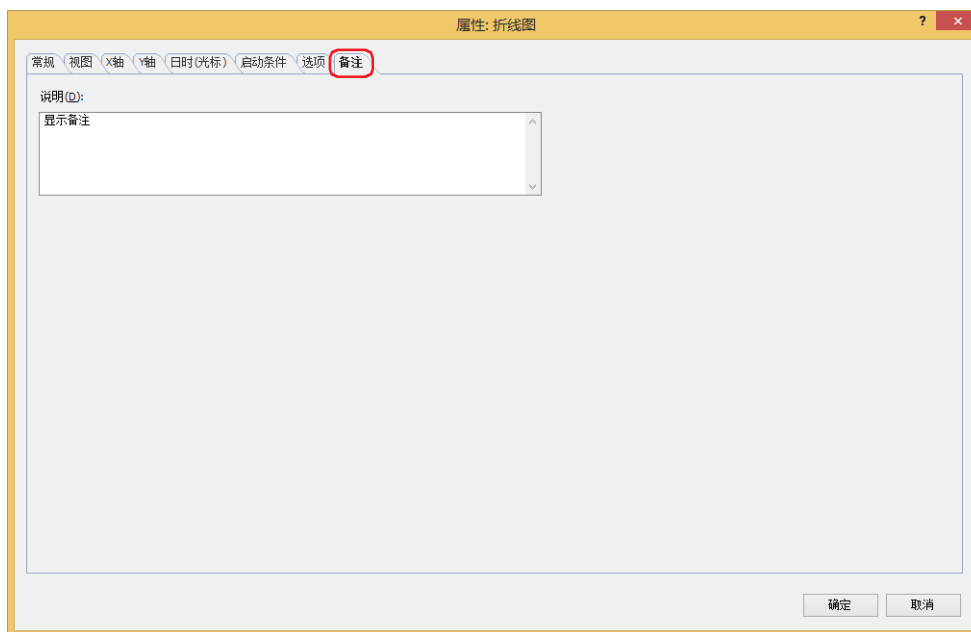 属性: 折线图
? ×
常规 视图 X轴 Y轴 日时(光标) 启动条件 选项 备注
说明(D):
显示备注
确定 取消